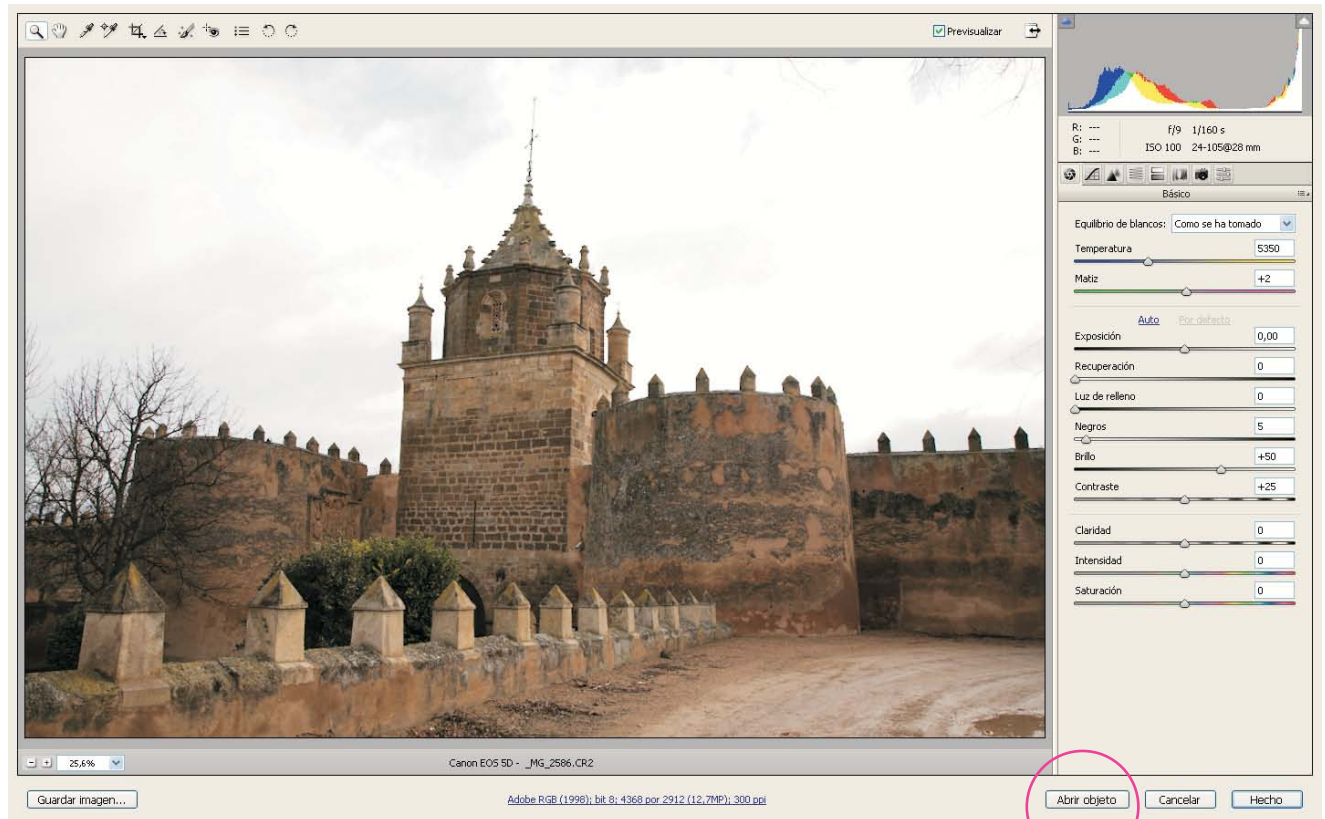 Previsualizar
R: ---
G: ---
B: ---
f/9 1/160 s
ISO 100 24-105@28 mm
Básico
Equilibrio de blancos: Como se ha tomado
Temperatura 5350
Matiz +2
Auto Por defecto
Exposición 0,00
Recuperación 0
Luz de relleno 0
Negros 5
Brillo +50
Contraste +25
Claridad 0
Intensidad 0
Saturación 0
25,6% Canon EOS 5D - _MG_2586.CR2
Guardar imagen... Adobe RGB (1998); bit 8; 4368 por 2912 (12,7MP); 300 ppi Abrir objeto Cancelar Hecho